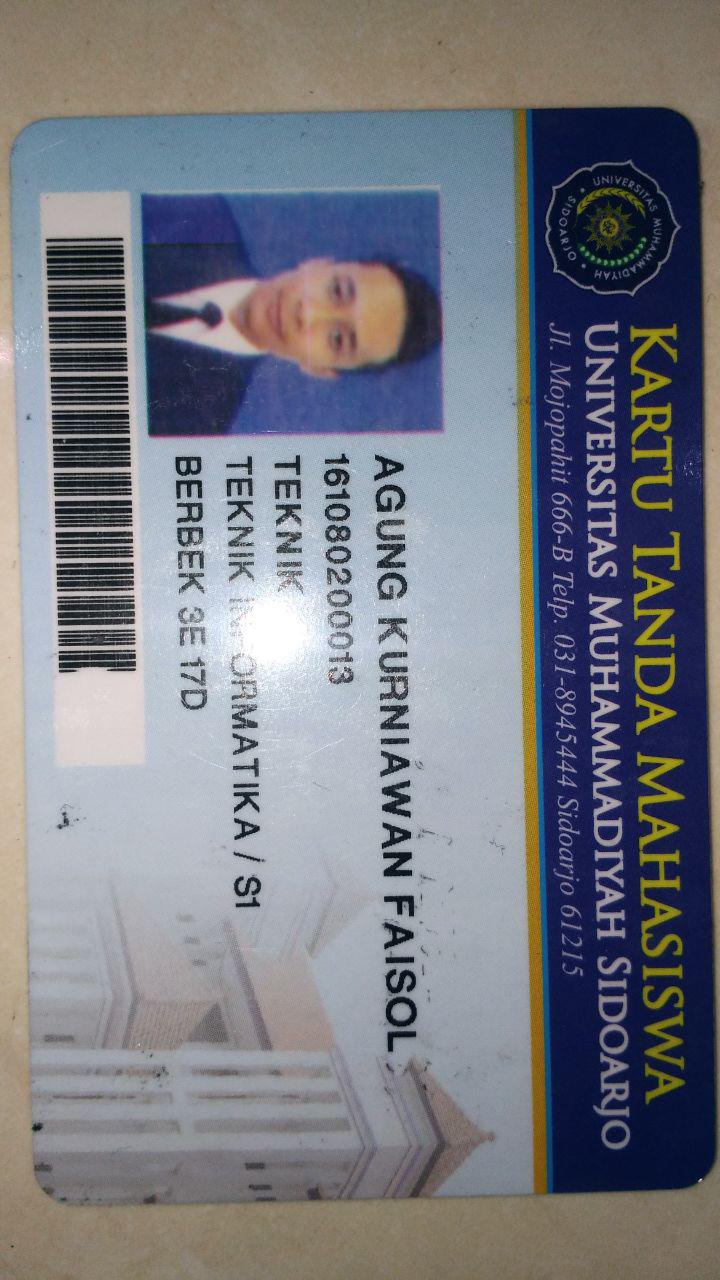 UNIVERSITAS MUHAMMADIYAH
SIDOARJO
KARTU TANDA MAHASISWA
UNIVERSITAS MUHAMMADIYAH SIDOARJO
Jl. Mojopahit 666-B Telp. 031-8945444 Sidoarjo 61215
AGUNG KURNIAWAN FAISOL
161080200013
TEKNIK
TEKNIK INFORMATIKA / S1
BERBEK 3E 17D